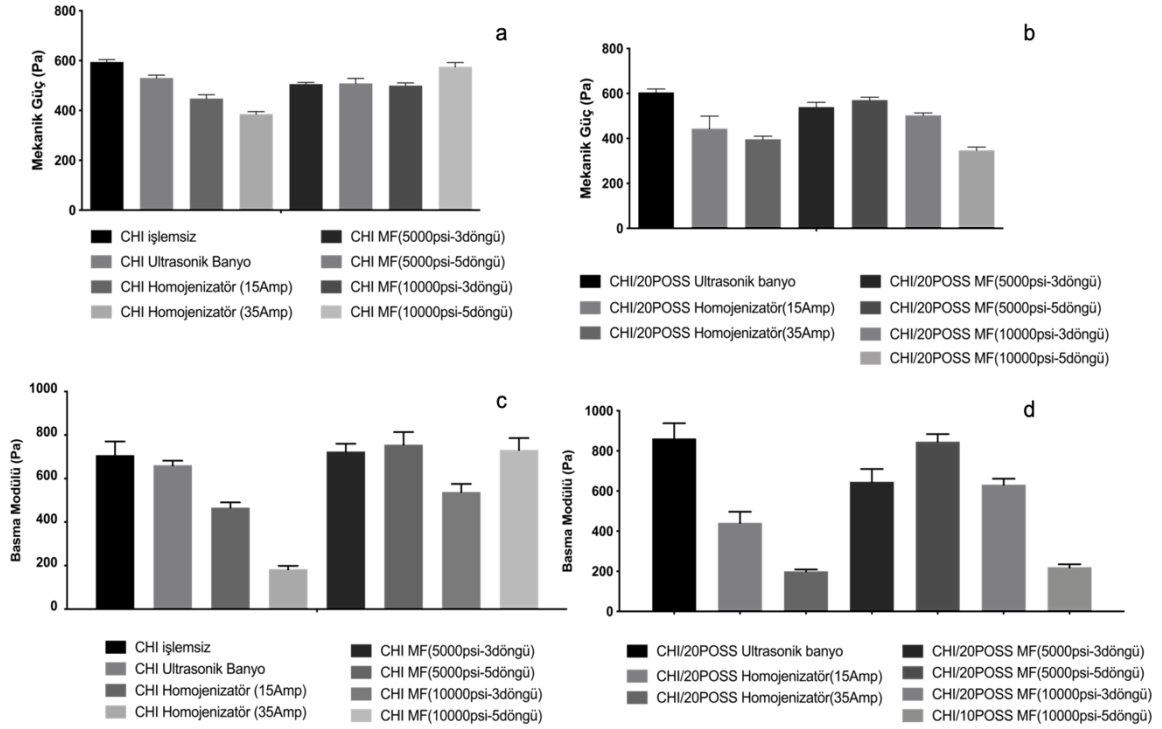 a
Mekanik Güç (Pa)
800
600
400
200
0
CHI işlemsiz
CHI Ultrasonik Banyo
CHI Homojenizatör (15Amp)
CHI Homojenizatör (35Amp)
CHI MF(5000psi-3döngü)
CHI MF(5000psi-5döngü)
CHI MF(10000psi-3döngü)
CHI MF(10000psi-5döngü)
b
Mekanik Güç (Pa)
800
600
400
200
0
CHI/20POSS Ultrasonik banyo
CHI/20POSS Homojenizatör(15Amp)
CHI/20POSS Homojenizatör(35Amp)
CHI/20POSS MF(5000psi-3döngü)
CHI/20POSS MF(5000psi-5döngü)
CHI/20POSS MF(10000psi-3döngü)
CHI/20POSS MF(10000psi-5döngü)
c
Basma Modülü (Pa)
1000
800
600
400
200
0
CHI işlemsiz
CHI Ultrasonik Banyo
CHI Homojenizatör (15Amp)
CHI Homojenizatör (35Amp)
CHI MF(5000psi-3döngü)
CHI MF(5000psi-5döngü)
CHI MF(10000psi-3döngü)
CHI MF(10000psi-5döngü)
d
Basma Modülü (Pa)
1000
800
600
400
200
0
CHI/20POSS Ultrasonik banyo
CHI/20POSS Homojenizatör(15Amp)
CHI/20POSS Homojenizatör(35Amp)
CHI/20POSS MF(5000psi-3döngü)
CHI/20POSS MF(5000psi-5döngü)
CHI/20POSS MF(10000psi-3döngü)
CHI/10POSS MF(10000psi-5döngü)